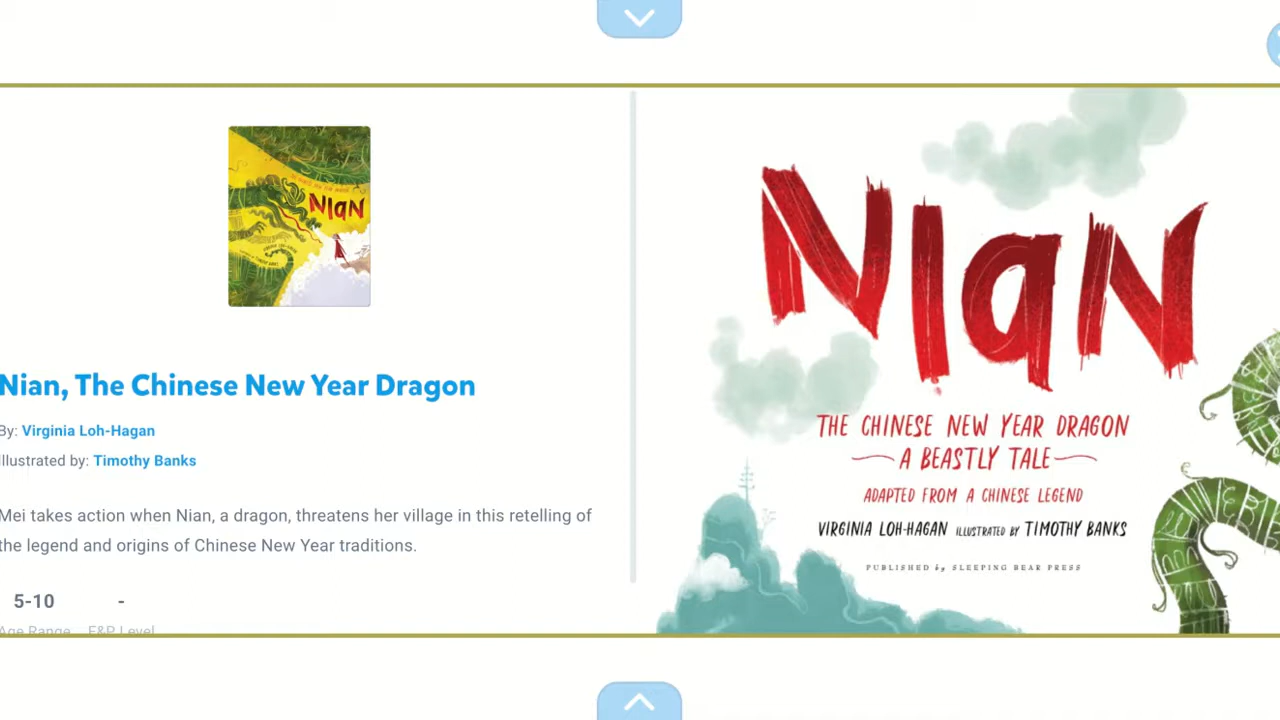 NIaN
Nian, The Chinese New Year Dragon
By: Virginia Loh-Hagan
Illustrated by: Timothy Banks
Mei takes action when Nian, a dragon, threatens her village in this retelling of
the legend and origins of Chinese New Year traditions.
5-10 -
Age Range F&P Level
NIaN
THE CHINESE NEW YEAR DRAGON
A BEASTLY TALE
ADAPTED FROM A CHINESE LEGEND
VIRGINIA LOH-HAGAN ILLUSTRATED BY TIMOTHY BANKS
PUBLISHED by SLEEPING BEAR PRESS